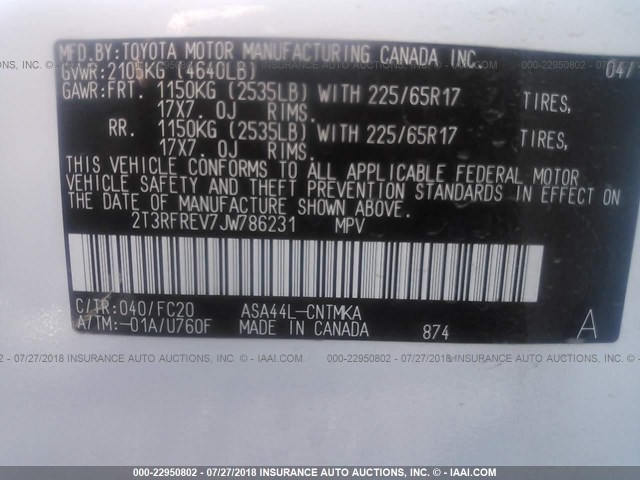 MFD.BY:TOYOTA MOTOR MANUFACTURING CANADA INC. 04/
GVWR:2105KG (4640LB)
GAWR:FRT. 1150KG (2535LB) WITH 225/65R17 TIRES,
17X7.0J RIMS.
RR. 1150KG (2535LB) WITH 225/65R17 TIRES,
17X7.0J RIMS.
THIS VEHICLE CONFORMS TO ALL APPLICABLE FEDERAL MOTOR
VEHICLE SAFETY AND THEFT PREVENTION STANDARDS IN EFFECT ON
THE DATE OF MANUFACTURE SHOWN ABOVE.
2T3RFREV7JW786231 MPV
C/TR:040/FC20 ASA44L-CNTMKA
A/TM:-01A/U760F MADE IN CANADA 874 A
000-22950802 - 07/27/2018 INSURANCE AUTO AUCTIONS INC. - © IAAI.COM